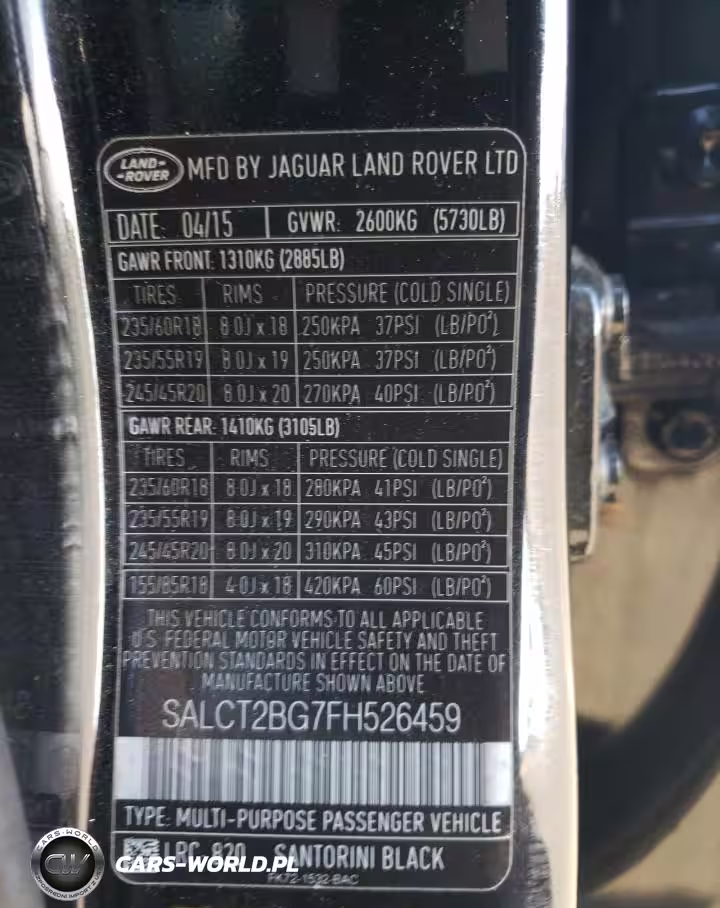 LAND-
-ROVER
MFD BY JAGUAR LAND ROVER LTD
DATE: 04/15 GVWR: 2600KG (5730LB)
GAWR FRONT: 1310KG (2885LB)
TIRES RIMS PRESSURE (COLD SINGLE)
235/60R18 8.0J x 18 250KPA 37PSI (LB/PO²)
235/55R19 8.0J x 19 250KPA 37PSI (LB/PO²)
245/45R20 8.0J x 20 270KPA 40PSI (LB/PO²)
GAWR REAR: 1410KG (3105LB)
TIRES RIMS PRESSURE (COLD SINGLE)
235/60R18 8.0J x 18 280KPA 41PSI (LB/PO²)
235/55R19 8.0J x 19 290KPA 43PSI (LB/PO²)
245/45R20 8.0J x 20 310KPA 45PSI (LB/PO²)
155/85R18 4.0J x 18 420KPA 60PSI (LB/PO²)
THIS VEHICLE CONFORMS TO ALL APPLICABLE
U.S. FEDERAL MOTOR VEHICLE SAFETY AND THEFT
PREVENTION STANDARDS IN EFFECT ON THE DATE OF
MANUFACTURE SHOWN ABOVE
SALCT2BG7FH526459
TYPE: MULTI-PURPOSE PASSENGER VEHICLE
LPC 820 SANTORINI BLACK
FK72-1532-BAC
CARS-WORLD
CW
CARS-WORLD.PL